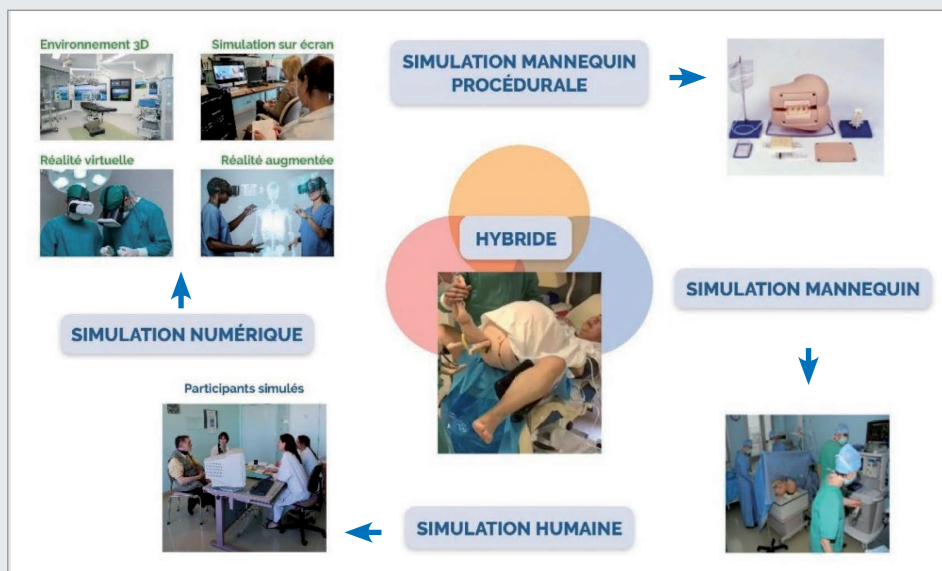 Environnement 3D
Simulation sur écran
Réalité virtuelle
Réalité augmentée
SIMULATION NUMÉRIQUE
SIMULATION MANNEQUIN
PROCÉDURALE
HYBRIDE
SIMULATION MANNEQUIN
Participants simulés
SIMULATION HUMAINE